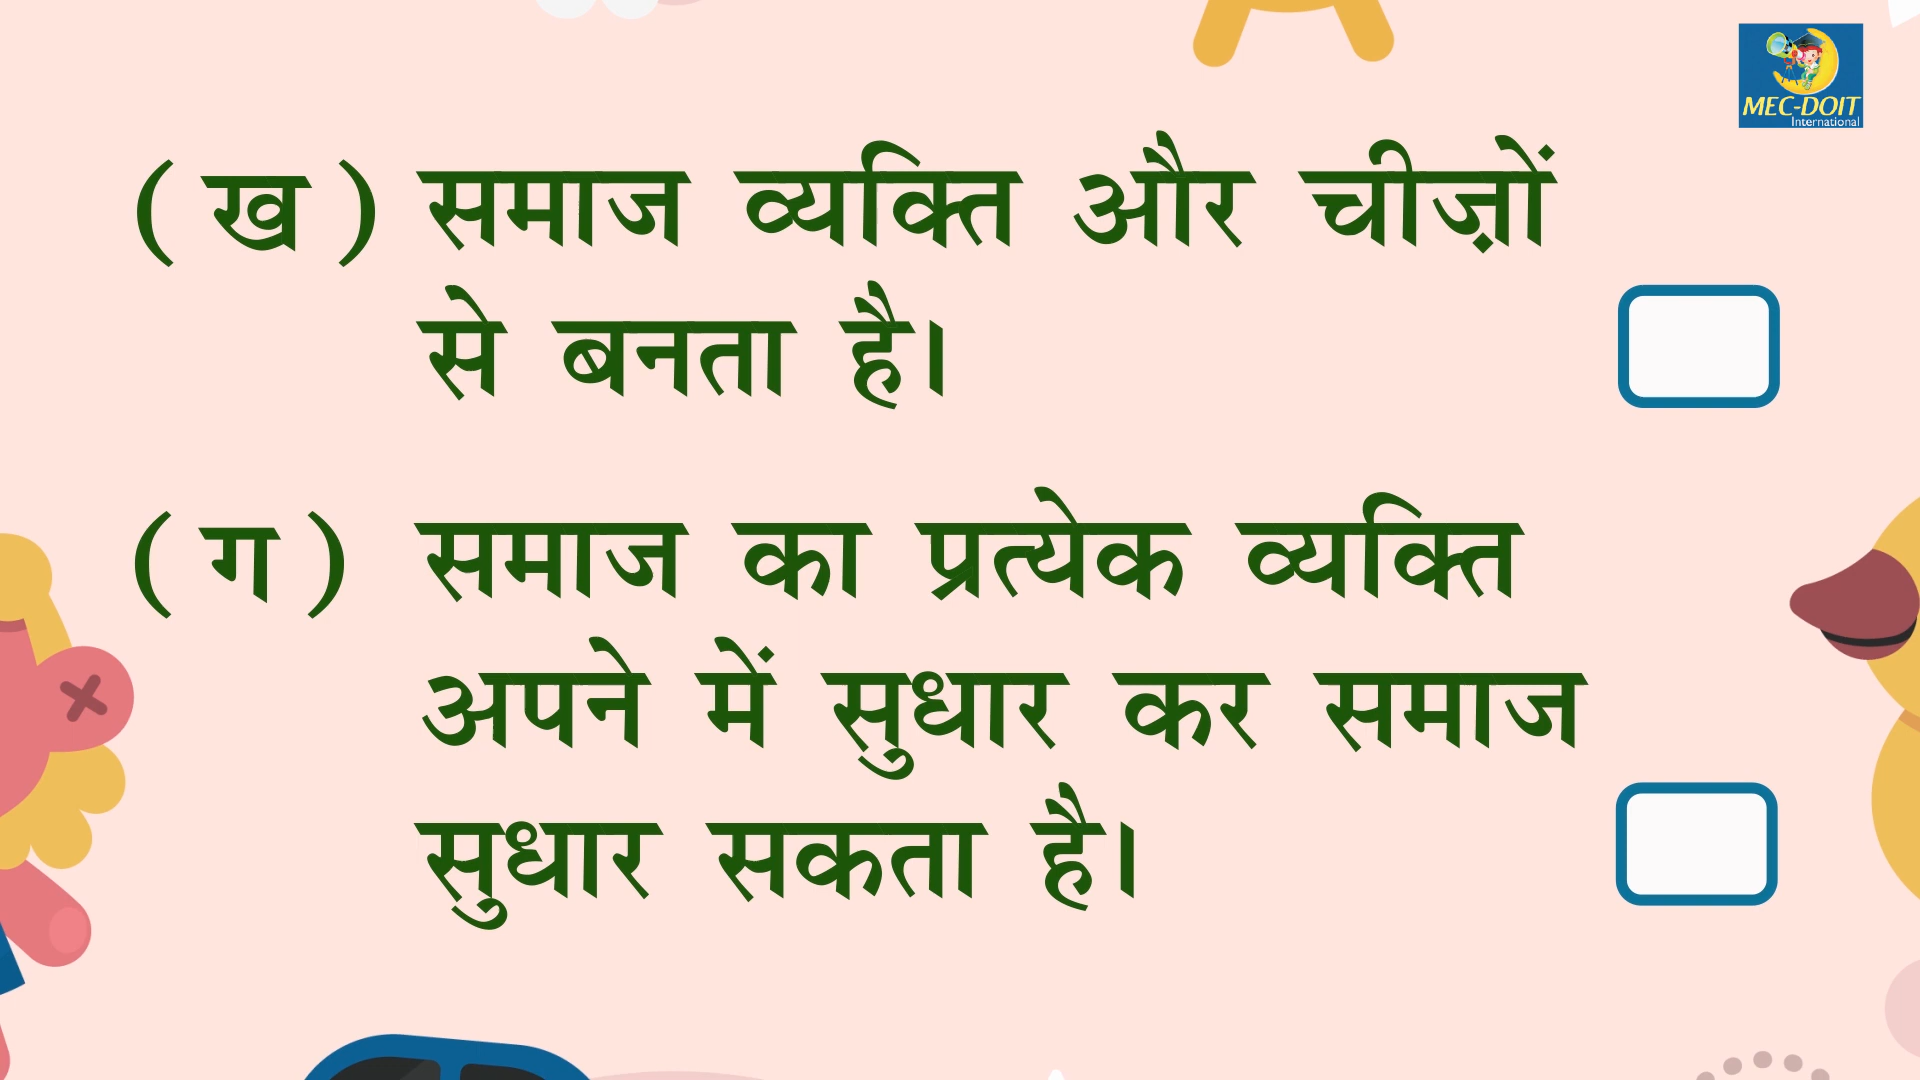 MEC-DOIT
International
(ख) समाज व्यक्ति और चीज़ों
से बनता है।
(ग) समाज का प्रत्येक व्यक्ति
अपने में सुधार कर समाज
सुधार सकता है।